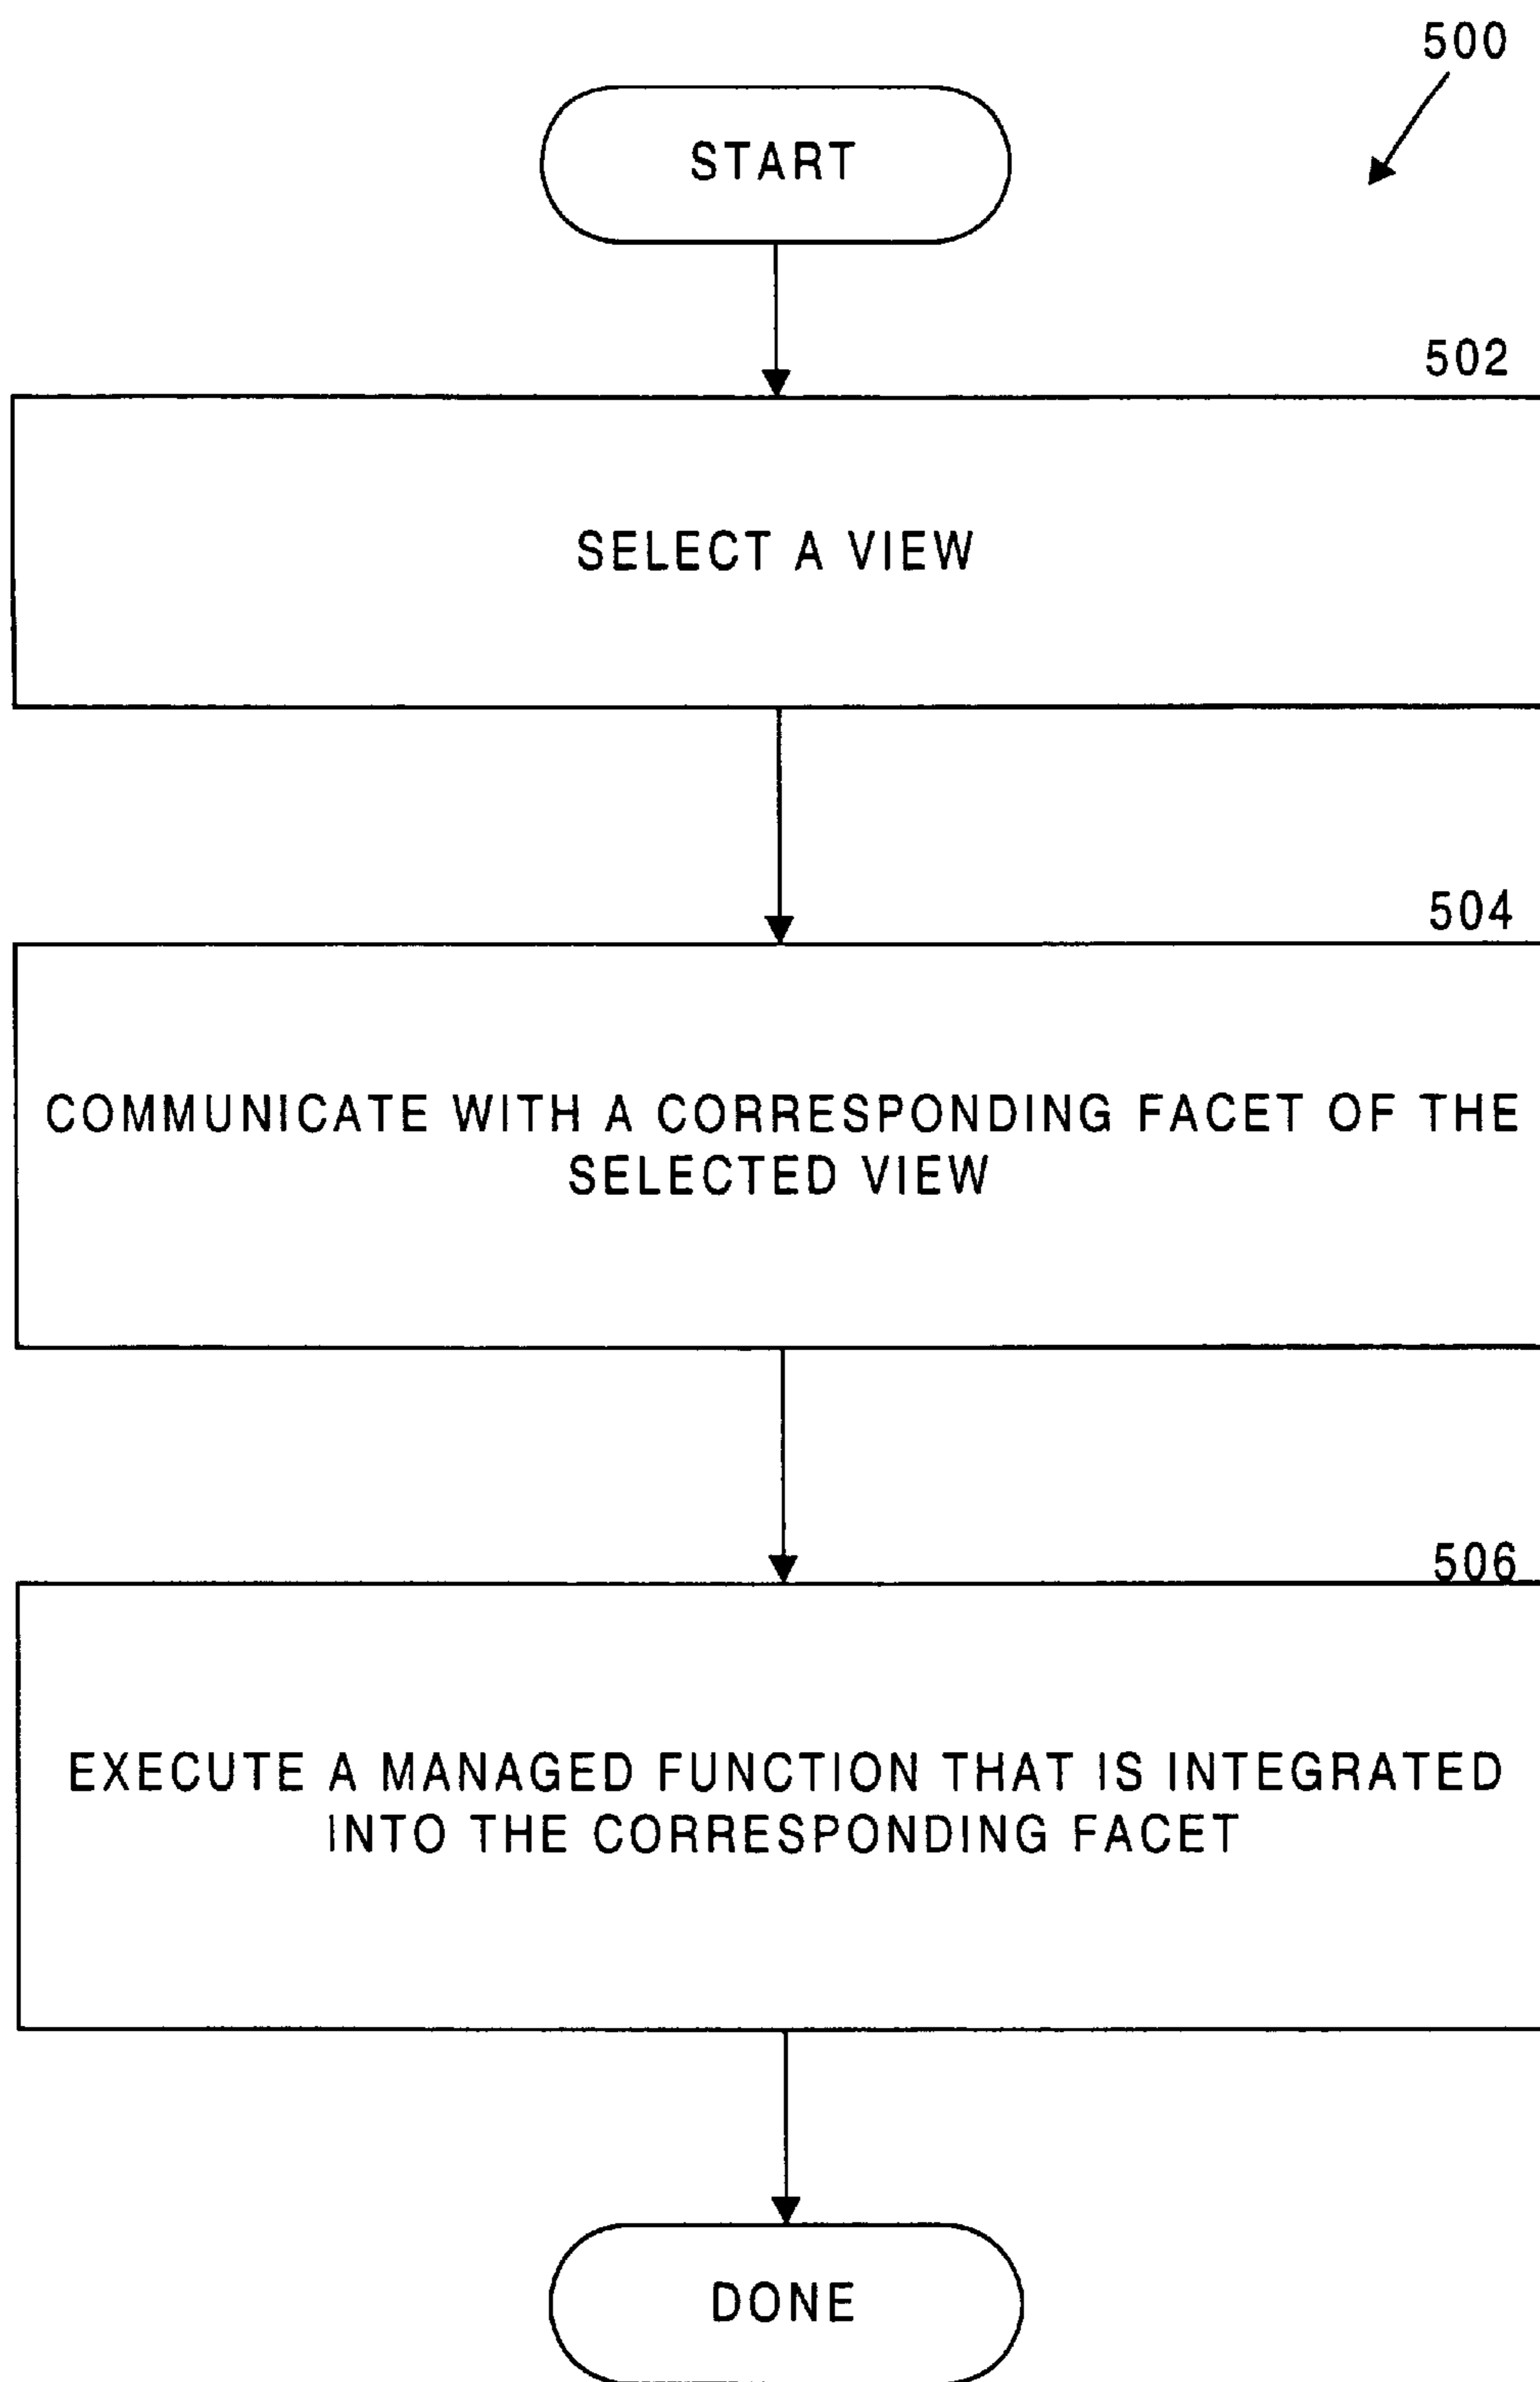 500
START
502
SELECT A VIEW
504
COMMUNICATE WITH A CORRESPONDING FACET OF THE
SELECTED VIEW
506
EXECUTE A MANAGED FUNCTION THAT IS INTEGRATED
INTO THE CORRESPONDING FACET
DONE